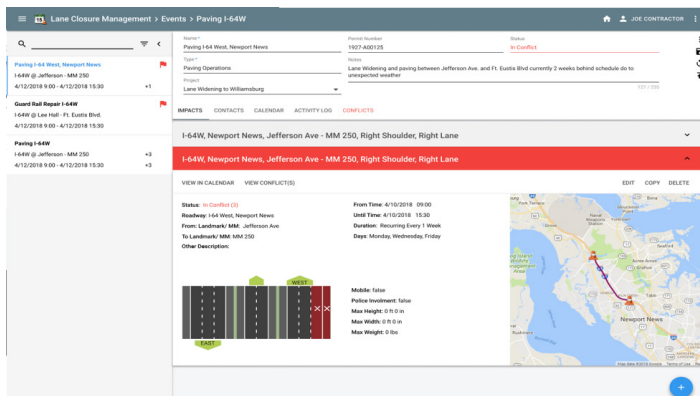 Lane Closure Management > Events > Paving I-64W
JOE CONTRACTOR
Paving I-64 West, Newport News
I-64W @ Jefferson - MM 250
4/12/2018 9:00 - 4/12/2018 15:30
+1
Guard Rail Repair I-64W
I-64W @ Lee Hall - Ft. Eustis Blvd.
4/12/2018 9:00 - 4/12/2018 15:30
Paving I-64W
I-64W @ Jefferson - MM 250
+3
4/12/2018 9:00 - 4/12/2018 15:30
+3
Name *
Paving I-64 West, Newport News
Permit Number
1927-A00125
Status
In Conflict
Type *
Paving Operations
Notes
Lane Widening and paving between Jefferson Ave. and Ft. Eustis Blvd currently 2 weeks behind schedule do to
unexpected weather
Project
Lane Widening to Williamsburg
IMPACTS
CONTACTS
CALENDAR
ACTIVITY LOG
CONFLICTS
I-64W, Newport News, Jefferson Ave - MM 250, Right Shoulder, Right Lane
I-64W, Newport News, Jefferson Ave - MM 250, Right Shoulder, Right Lane
VIEW IN CALENDAR
VIEW CONFLICT(S)
EDIT
COPY
DELETE
Status: In Conflict (3)
Roadway: I-64 West, Newport News
From: Landmark/ MM: Jefferson Ave
To Landmark/ MM: MM 250
Other Description:
From Time: 4/10/2018 09:00
Until Time: 4/10/2018 15:30
Duration: Recurring Every 1 Week
Days: Monday, Wednesday, Friday
WEST
EAST
Mobile: false
Police Involment: false
Max Height: 0 ft 0 in
Max Width: 0 ft 0 in
Max Weight: 0 lbs
Newport News